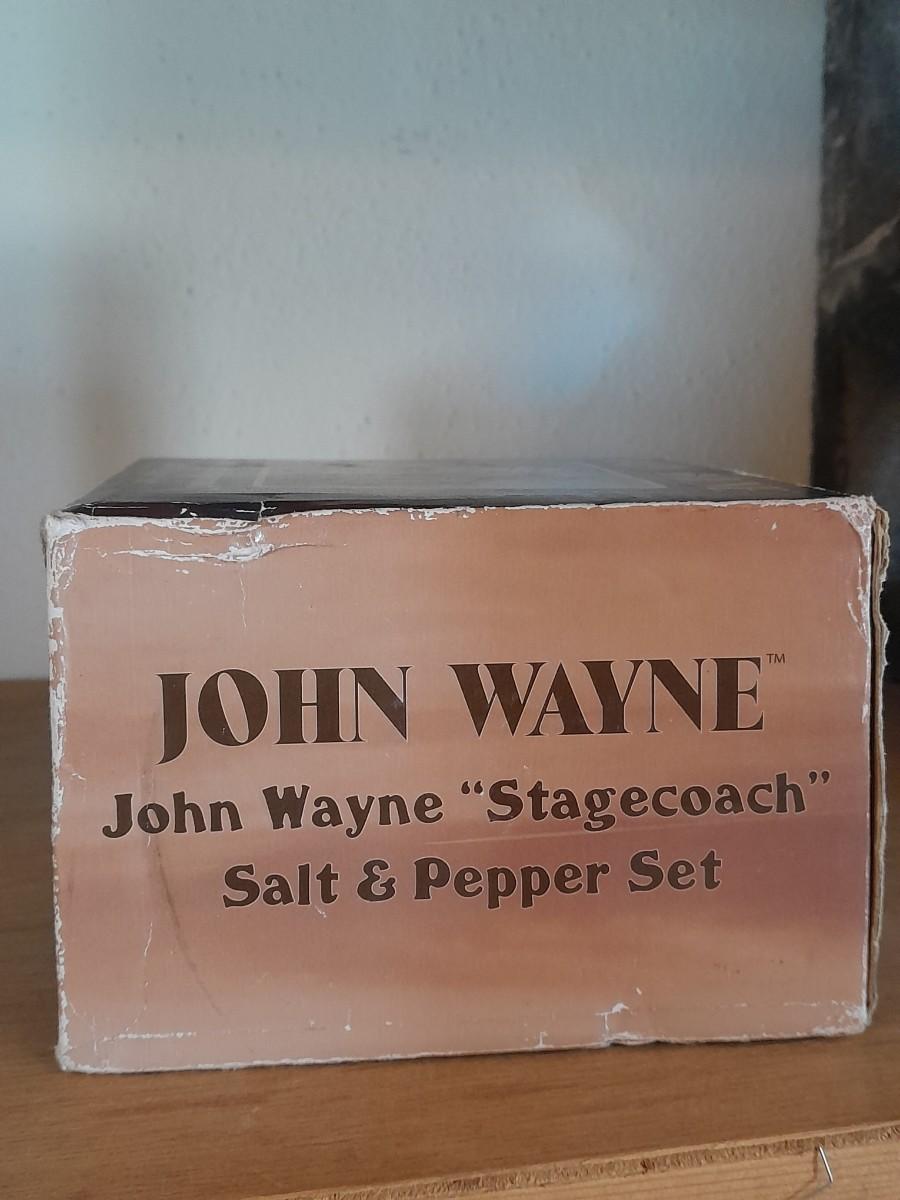 JOHN WAYNE™
John Wayne “Stagecoach”
Salt & Pepper Set